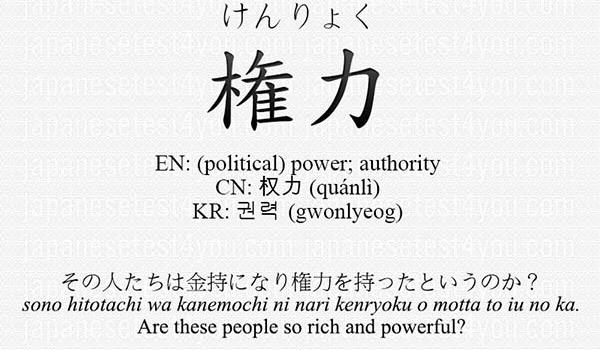 けんりょく
権力
EN: (political) power; authority
CN: 权力 (quánlì)
KR: 권력 (gwonlyeog)
その人たちは金持になり権力を持ったというのか？
sono hitotachi wa kanemochi ni nari kenryoku o motta to iu no ka.
Are these people so rich and powerful?